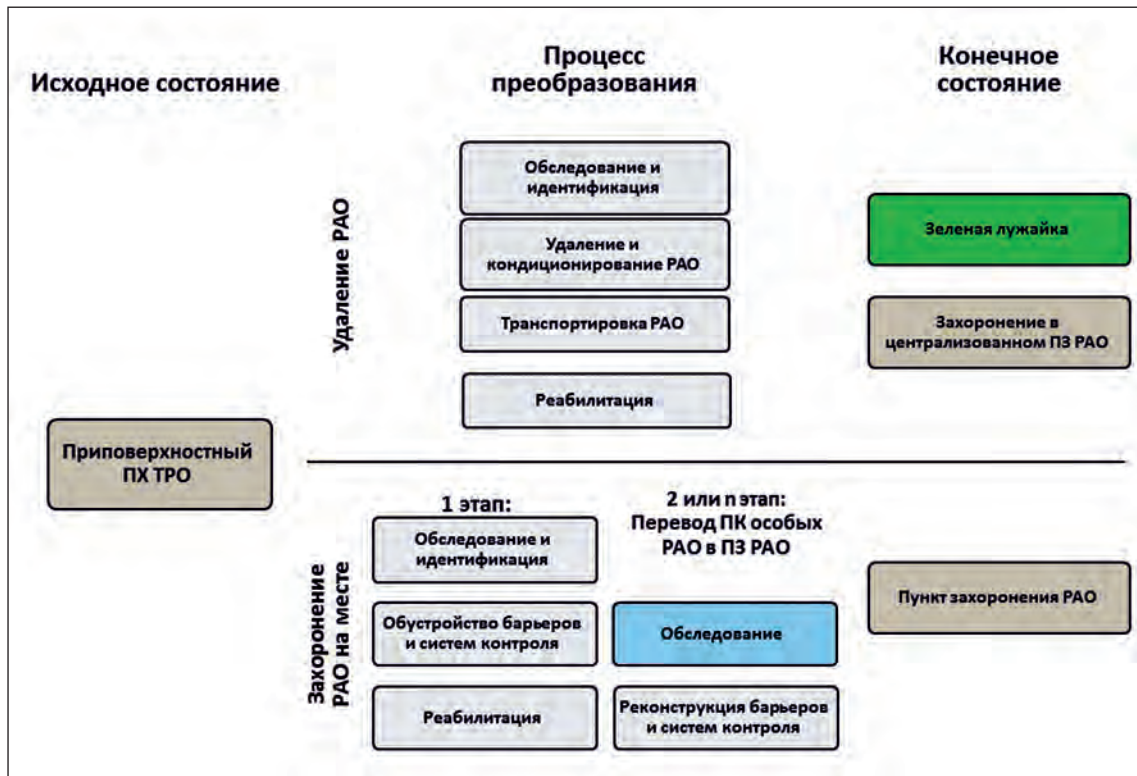 Исходное состояние
Процесс
преобразования
Конечное
состояние
Удаление РАО
Обследование и
идентификация
Удаление и
кондиционирование РАО
Транспортировка РАО
Реабилитация
Зеленая лужайка
Захоронение в
централизованном ПЗ РАО
Приповерхностный
ПХ ТРО
Захоронение
РАО на месте
1 этап:
Обследование и
идентификация
Обустройство барьеров
и систем контроля
Реабилитация
2 или n этап:
Перевод ПК особых
РАО в ПЗ РАО
Обследование
Реконструкция барьеров
и систем контроля
Пункт захоронения РАО